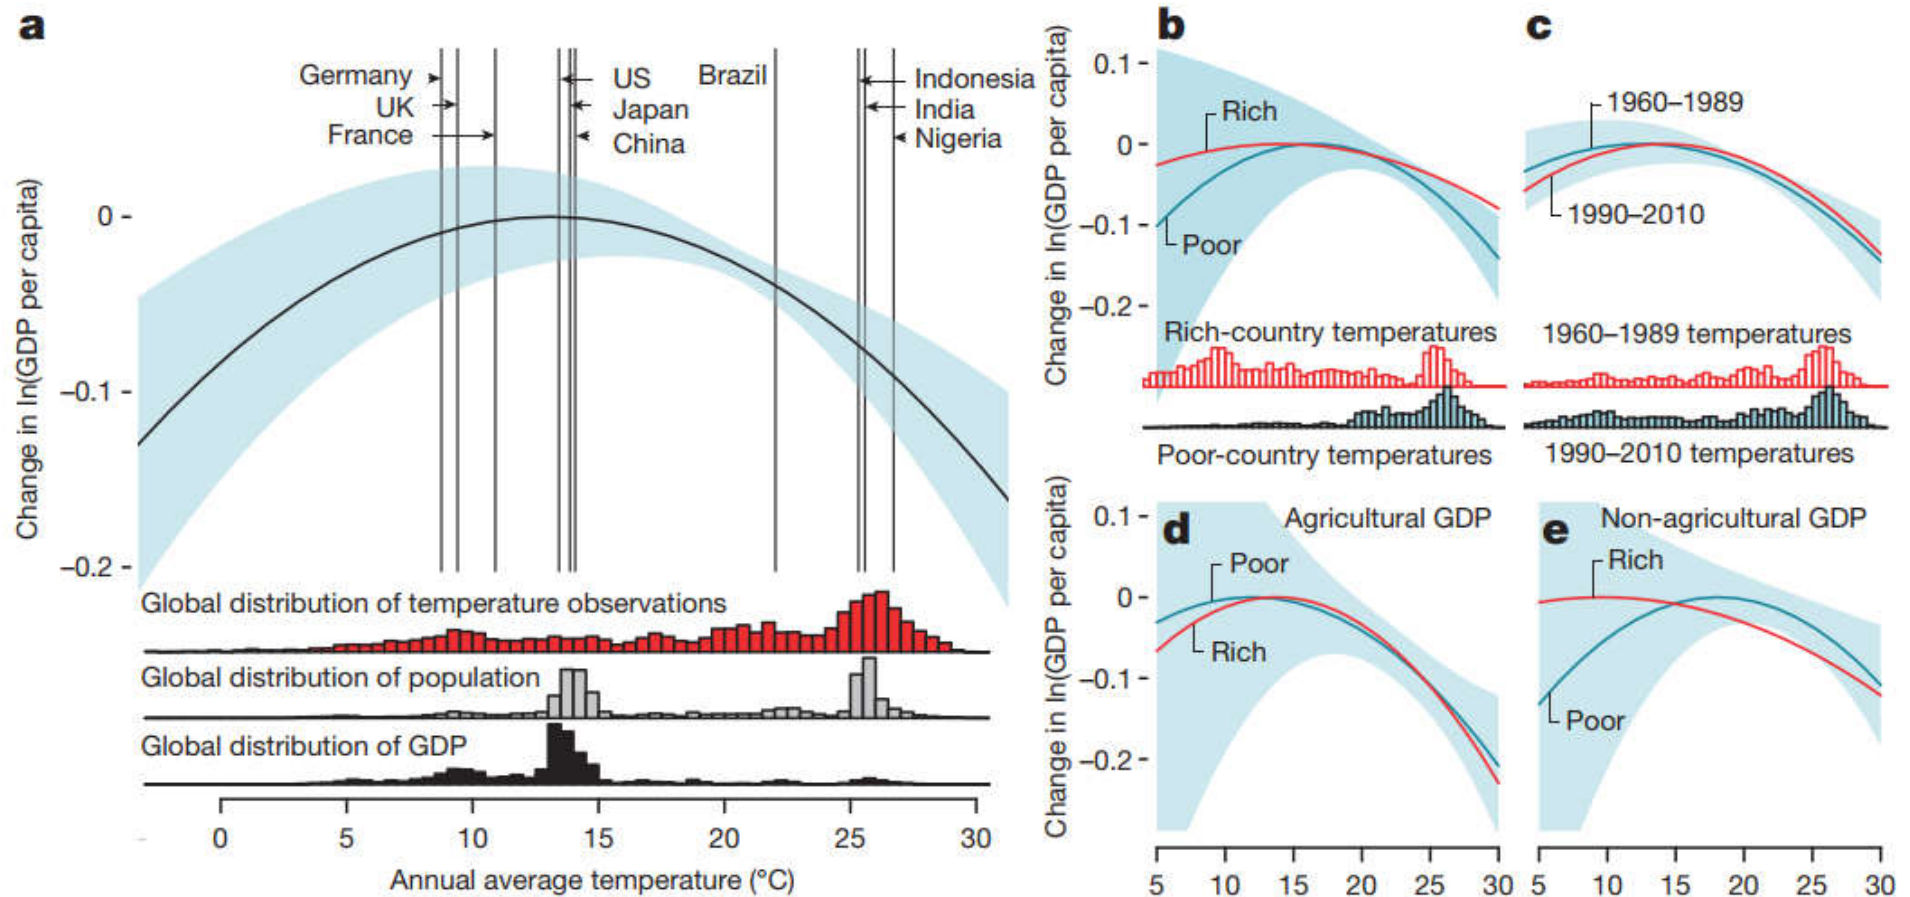 a
Change in ln(GDP per capita)
0
–0.1
–0.2
Germany
UK
France
US
Japan
China
Brazil
Indonesia
India
Nigeria
Global distribution of temperature observations
Global distribution of population
Global distribution of GDP
0 5 10 15 20 25 30
Annual average temperature (°C)
b
Change in ln(GDP per capita)
0.1
0
–0.1
–0.2
Rich
Poor
Rich-country temperatures
Poor-country temperatures
c
1960–1989
1990–2010
1960–1989 temperatures
1990–2010 temperatures
d
Agricultural GDP
Change in ln(GDP per capita)
0.1
0
–0.1
–0.2
Poor
Rich
5 10 15 20 25 30
e
Non-agricultural GDP
Rich
Poor
5 10 15 20 25 30